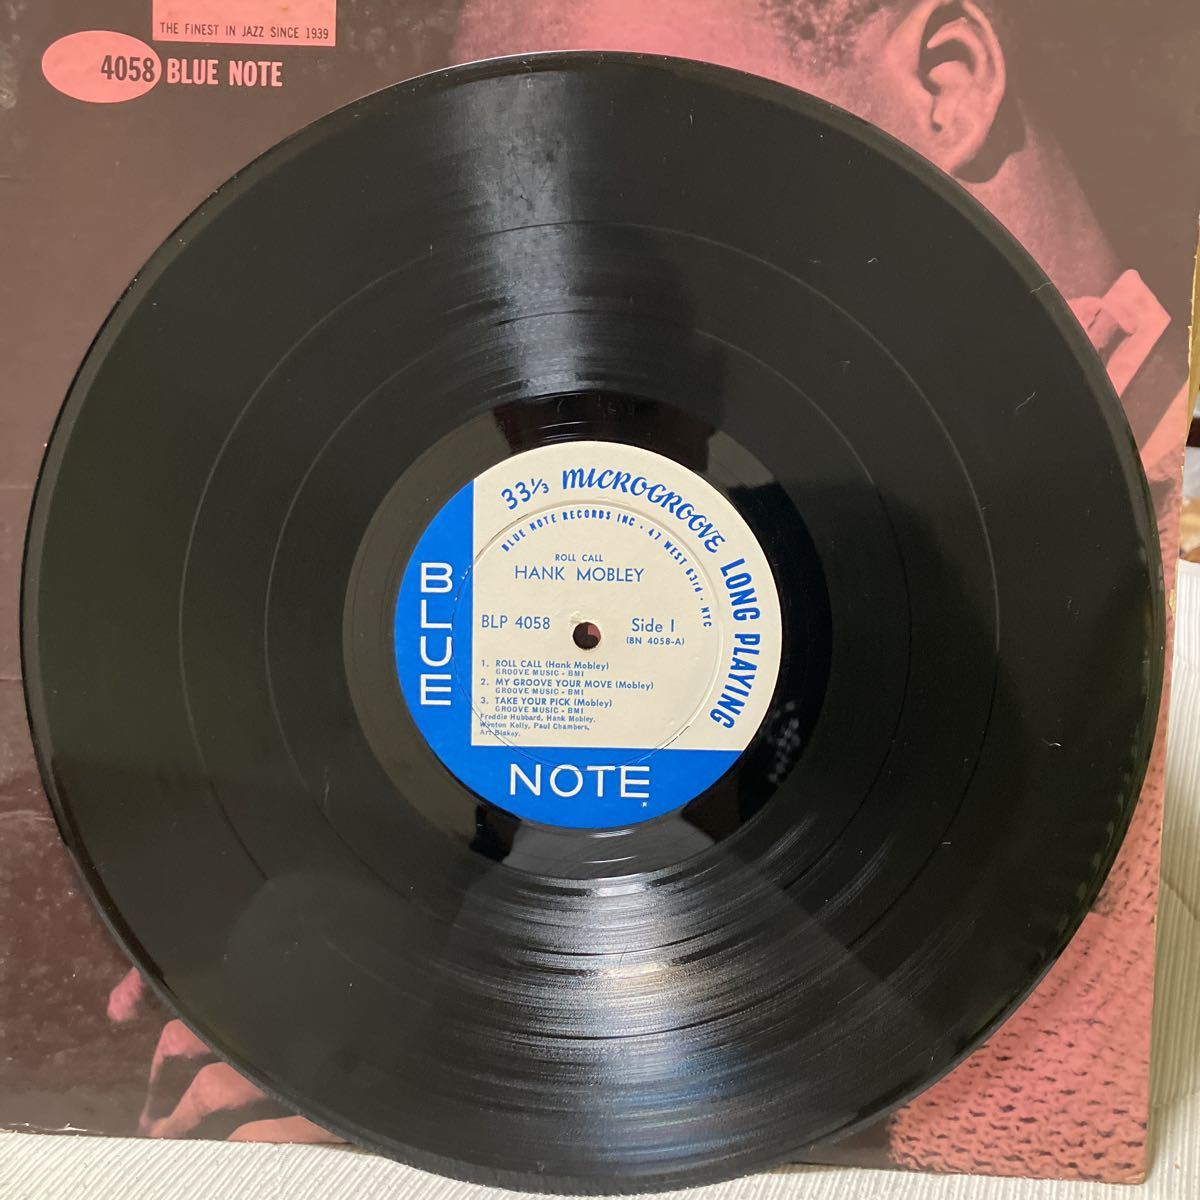 THE FINEST IN JAZZ SINCE 1939
4058 BLUE NOTE
33⅓ MICROGROOVE LONG PLAYING
BLUE NOTE RECORDS INC · 47 WEST 63rd · NYC
ROLL CALL
HANK MOBLEY
BLP 4058
Side 1
(BN 4058-A)
1. ROLL CALL (Hank Mobley)
GROOVE MUSIC - BMI
2. MY GROOVE YOUR MOVE (Mobley)
GROOVE MUSIC - BMI
3. TAKE YOUR PICK (Mobley)
GROOVE MUSIC - BMI
Freddie Hubbard, Hank Mobley,
Wynton Kelly, Paul Chambers,
Art Blakey.
BLUE
NOTE
R